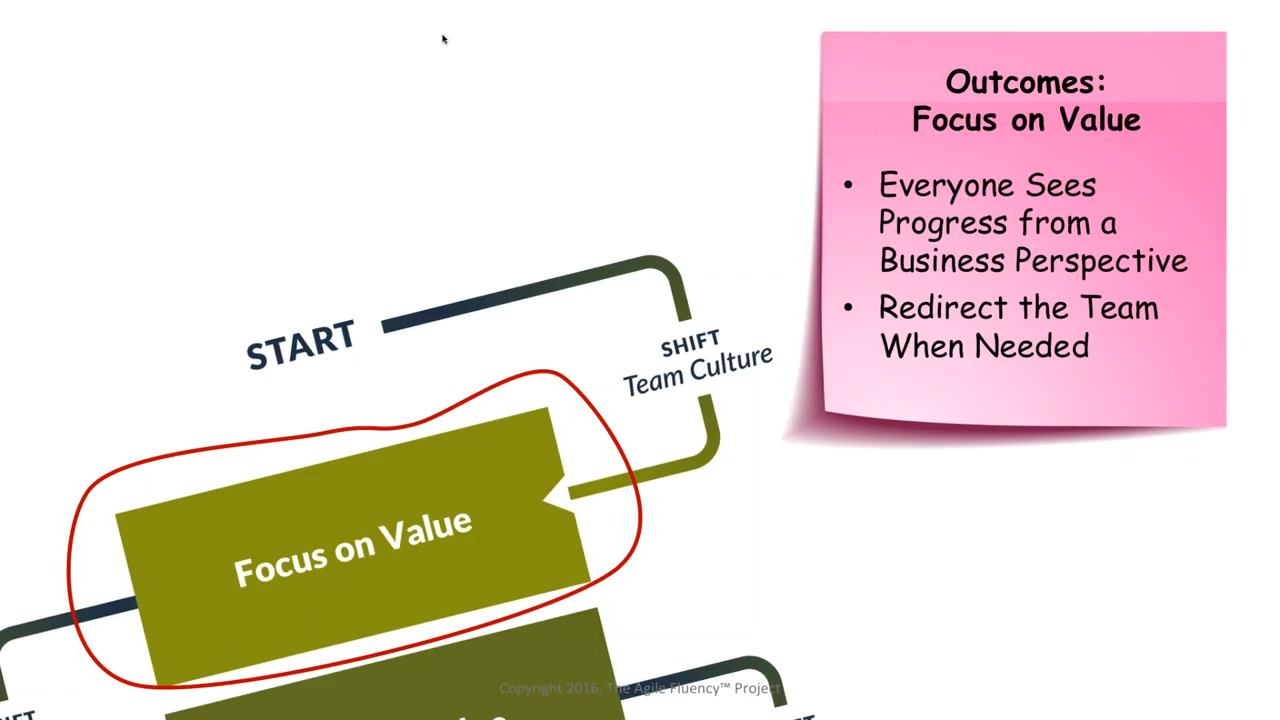 Outcomes:
Focus on Value
• Everyone Sees
Progress from a
Business Perspective
• Redirect the Team
When Needed
START
SHIFT
Team Culture
Focus on Value
Copyright 2016, The Agile Fluency™ Project